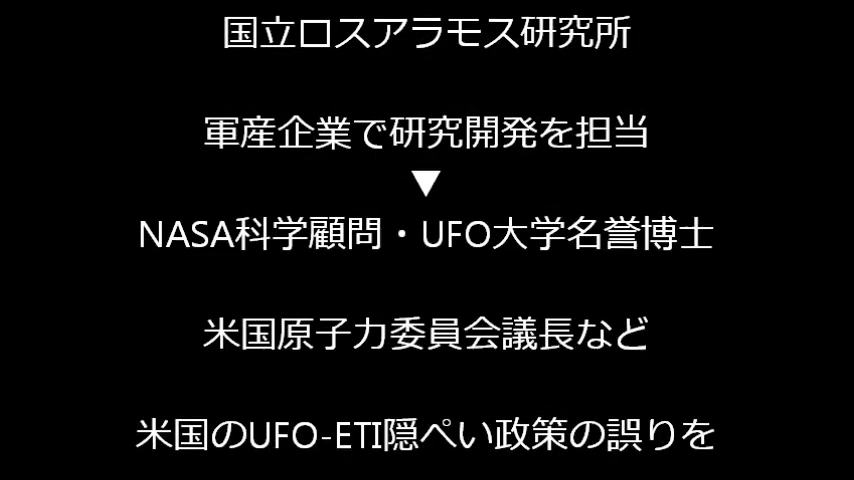 国立ロスアラモス研究所
軍産企業で研究開発を担当
▼
NASA科学顧問・UFO大学名誉博士
米国原子力委員会議長など
米国のUFO-ETI隠ぺい政策の誤りを